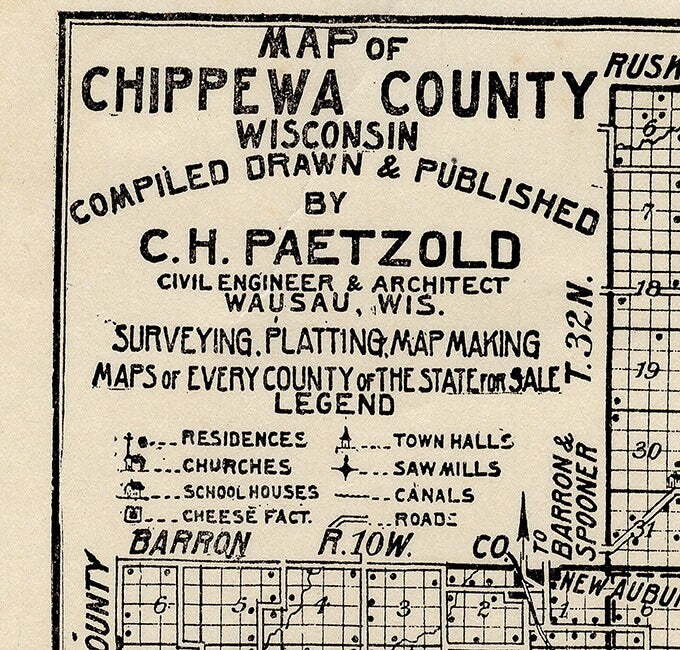 MAP OF
CHIPPEWA COUNTY
WISCONSIN
COMPILED DRAWN & PUBLISHED
BY
C.H. PAETZOLD
CIVIL ENGINEER & ARCHITECT
WAUSAU, WIS.
SURVEYING, PLATTING, MAP MAKING
MAPS OF EVERY COUNTY OF THE STATE FOR SALE
LEGEND
RESIDENCES
CHURCHES
SCHOOL HOUSES
CHEESE FACT.
TOWN HALLS
SAW MILLS
CANALS
ROADS
RUSK
T. 32 N.
6
7
18
19
30
31
TO
BARRON &
SPOONER
BARRON R. 10 W. CO.
OUNTY
NEW AUBU
6 5 4 3 2 1 6